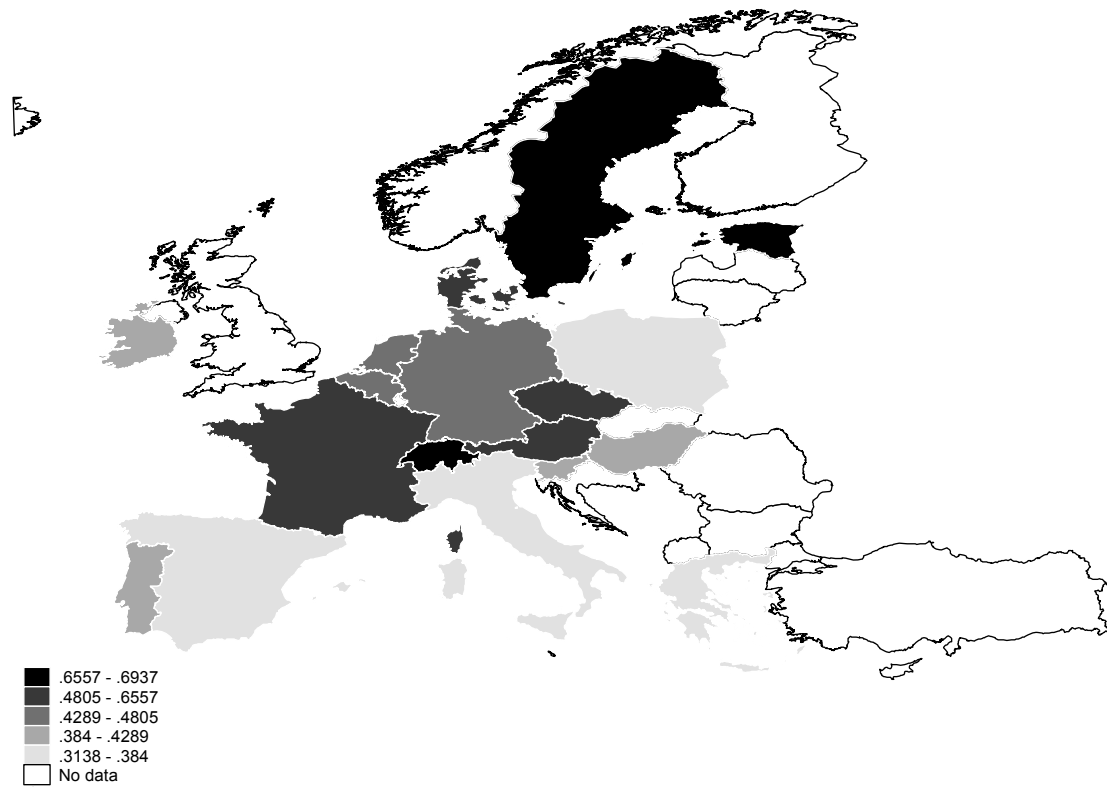 .6557 - .6937
.4805 - .6557
.4289 - .4805
.384 - .4289
.3138 - .384
No data